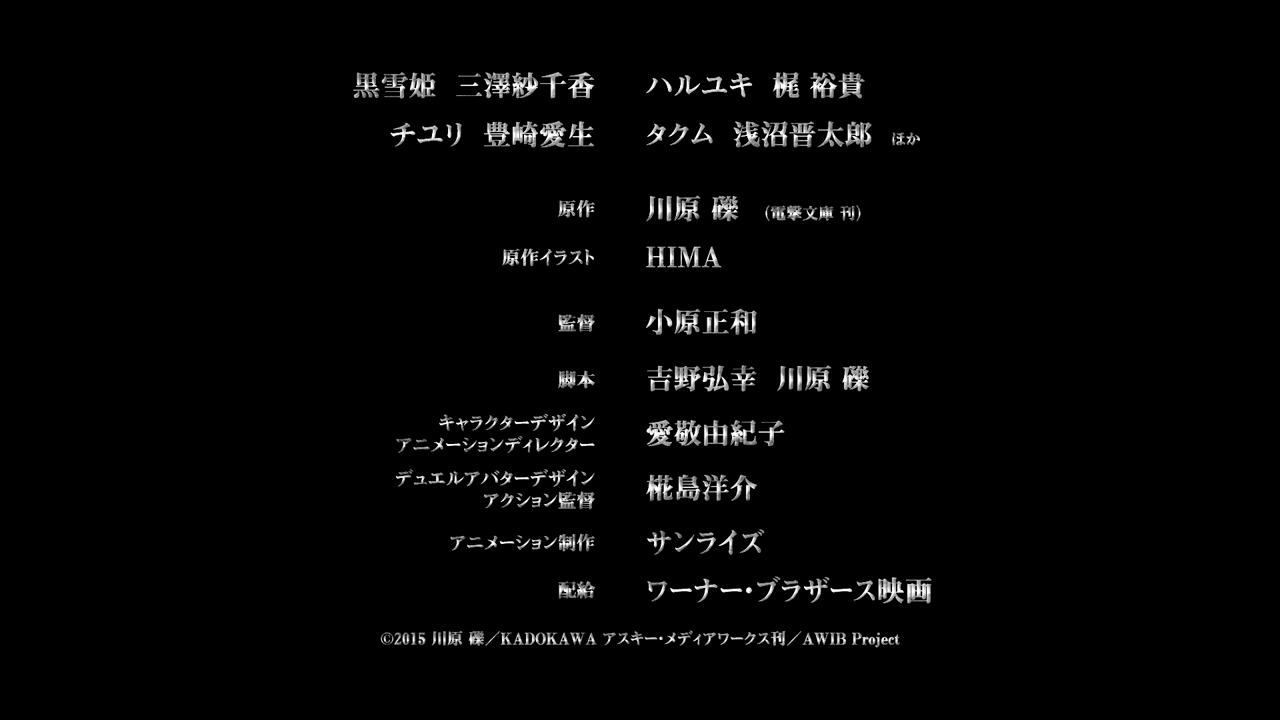 黒雪姫 三澤紗千香 ハルユキ 梶 裕貴
チユリ 豊崎愛生 タクム 浅沼晋太郎 ほか
原作 川原 礫 (電撃文庫 刊)
原作イラスト HIMA
監督 小原正和
脚本 吉野弘幸 川原 礫
キャラクターデザイン
アニメーションディレクター 愛敬由紀子
デュエルアバターデザイン
アクション監督 椛島洋介
アニメーション制作 サンライズ
配給 ワーナー・ブラザース映画
©2015 川原 礫／KADOKAWA アスキー・メディアワークス刊／AWIB Project